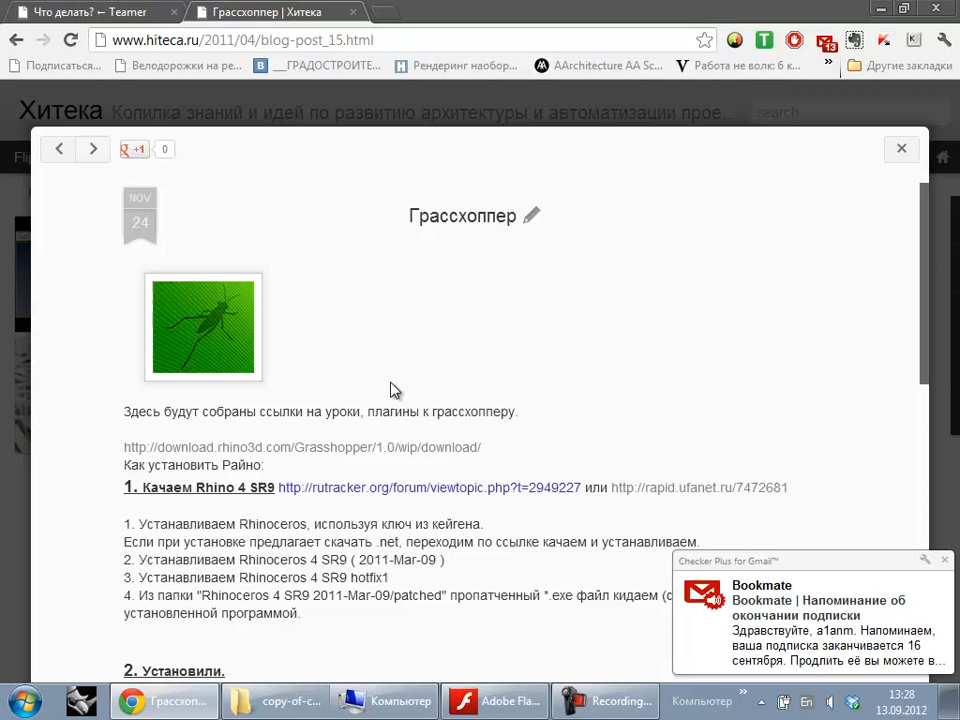 Что делать? ← Teamer
Грассхоппер | Хитека
www.hiteca.ru/2011/04/blog-post_15.html
13
Подписаться...
Велодорожки на ре...
___ГРАДОСТРОИТЕ...
Рендеринг наобор...
AArchitecture AA Sc...
Работа не волк: 6 к...
Другие закладки
Хитека Копилка знаний и идей по развитию архитектуры и автоматизации прое...
search
Fli
+1
0
NOV
24
Грассхоппер
Здесь будут собраны ссылки на уроки, плагины к грассхопперу.
http://download.rhino3d.com/Grasshopper/1.0/wip/download/
Как установить Райно:
1. Качаем Rhino 4 SR9 http://rutracker.org/forum/viewtopic.php?t=2949227 или http://rapid.ufanet.ru/7472681
1. Устанавливаем Rhinoceros, используя ключ из кейгена.
Если при установке предлагает скачать .net, переходим по ссылке качаем и устанавливаем.
2. Устанавливаем Rhinoceros 4 SR9 ( 2011-Mar-09 )
3. Устанавливаем Rhinoceros 4 SR9 hotfix1
4. Из папки "Rhinoceros 4 SR9 2011-Mar-09/patched" пропатченный *.exe файл кидаем (с
установленной программой.
2. Установили.
Checker Plus for Gmail™
Bookmate
Bookmate | Напоминание об
окончании подписки
Здравствуйте, a1anm. Напоминаем,
ваша подписка заканчивается 16
сентября. Продлить её вы можете в...
Грассхоп...
copy-of-c...
Компьютер
Adobe Fla...
Recording...
Компьютер
En
13:28
13.09.2012